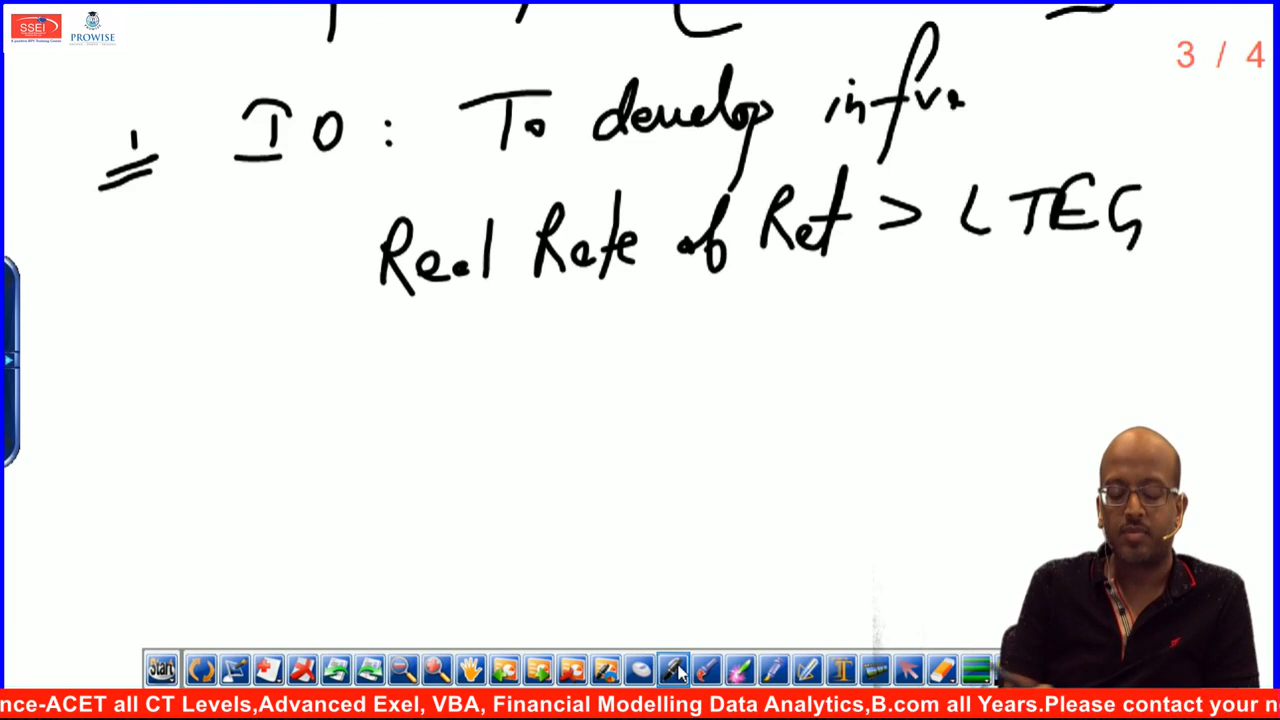 SSEI
PROWISE
3 / 4
1 IO : To develop infra
Real Rate of Ret > LTEG
Start
T
nce-ACET all CT Levels,Advanced Exel, VBA, Financial Modelling Data Analytics,B.com all Years.Please contact your n